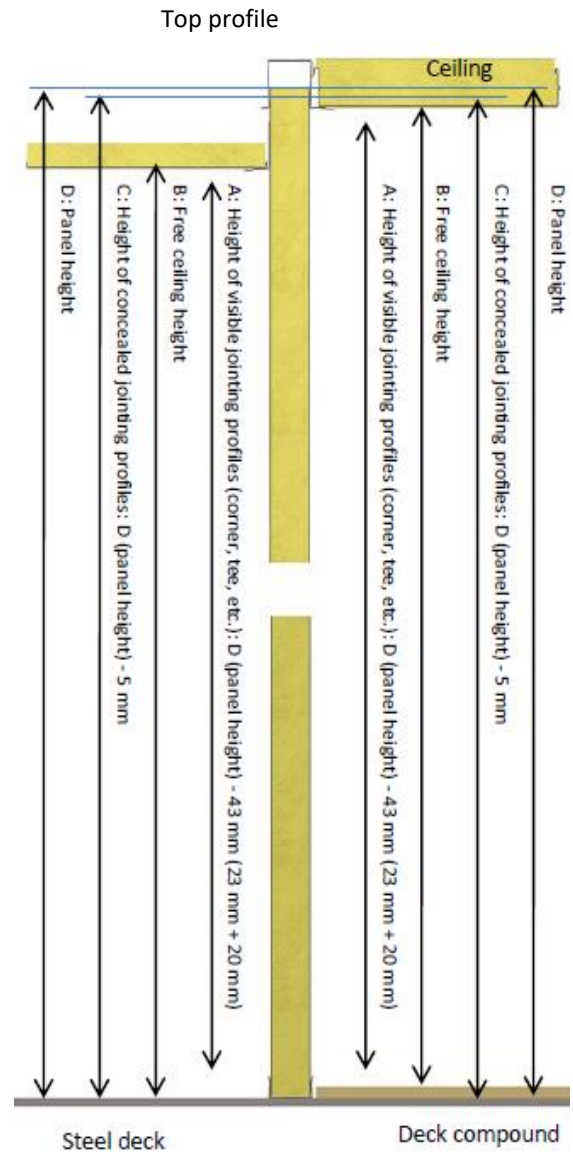 Top profile
Ceiling
D: Panel height
C: Height of concealed jointing profiles: D (panel height) - 5 mm
B: Free ceiling height
A: Height of visible jointing profiles (corner, tee, etc.): D (panel height) - 43 mm (23 mm + 20 mm)
A: Height of visible jointing profiles (corner, tee, etc.): D (panel height) - 43 mm (23 mm + 20 mm)
B: Free ceiling height
C: Height of concealed jointing profiles: D (panel height) - 5 mm
D: Panel height
Steel deck
Deck compound